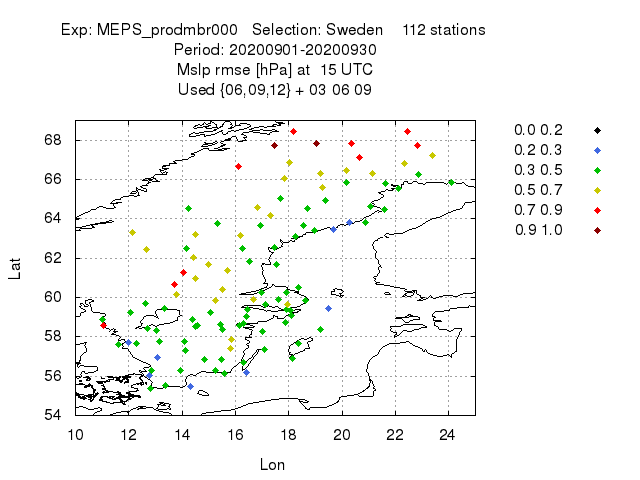 Exp: MEPS_prodmbr000 Selection: Sweden 112 stations
Period: 20200901-20200930
Mslp rmse [hPa] at 15 UTC
Used {06,09,12} + 03 06 09
68
66
64
62
60
58
56
54
Lat
10 12 14 16 18 20 22 24
Lon
0.0 0.2
0.2 0.3
0.3 0.5
0.5 0.7
0.7 0.9
0.9 1.0